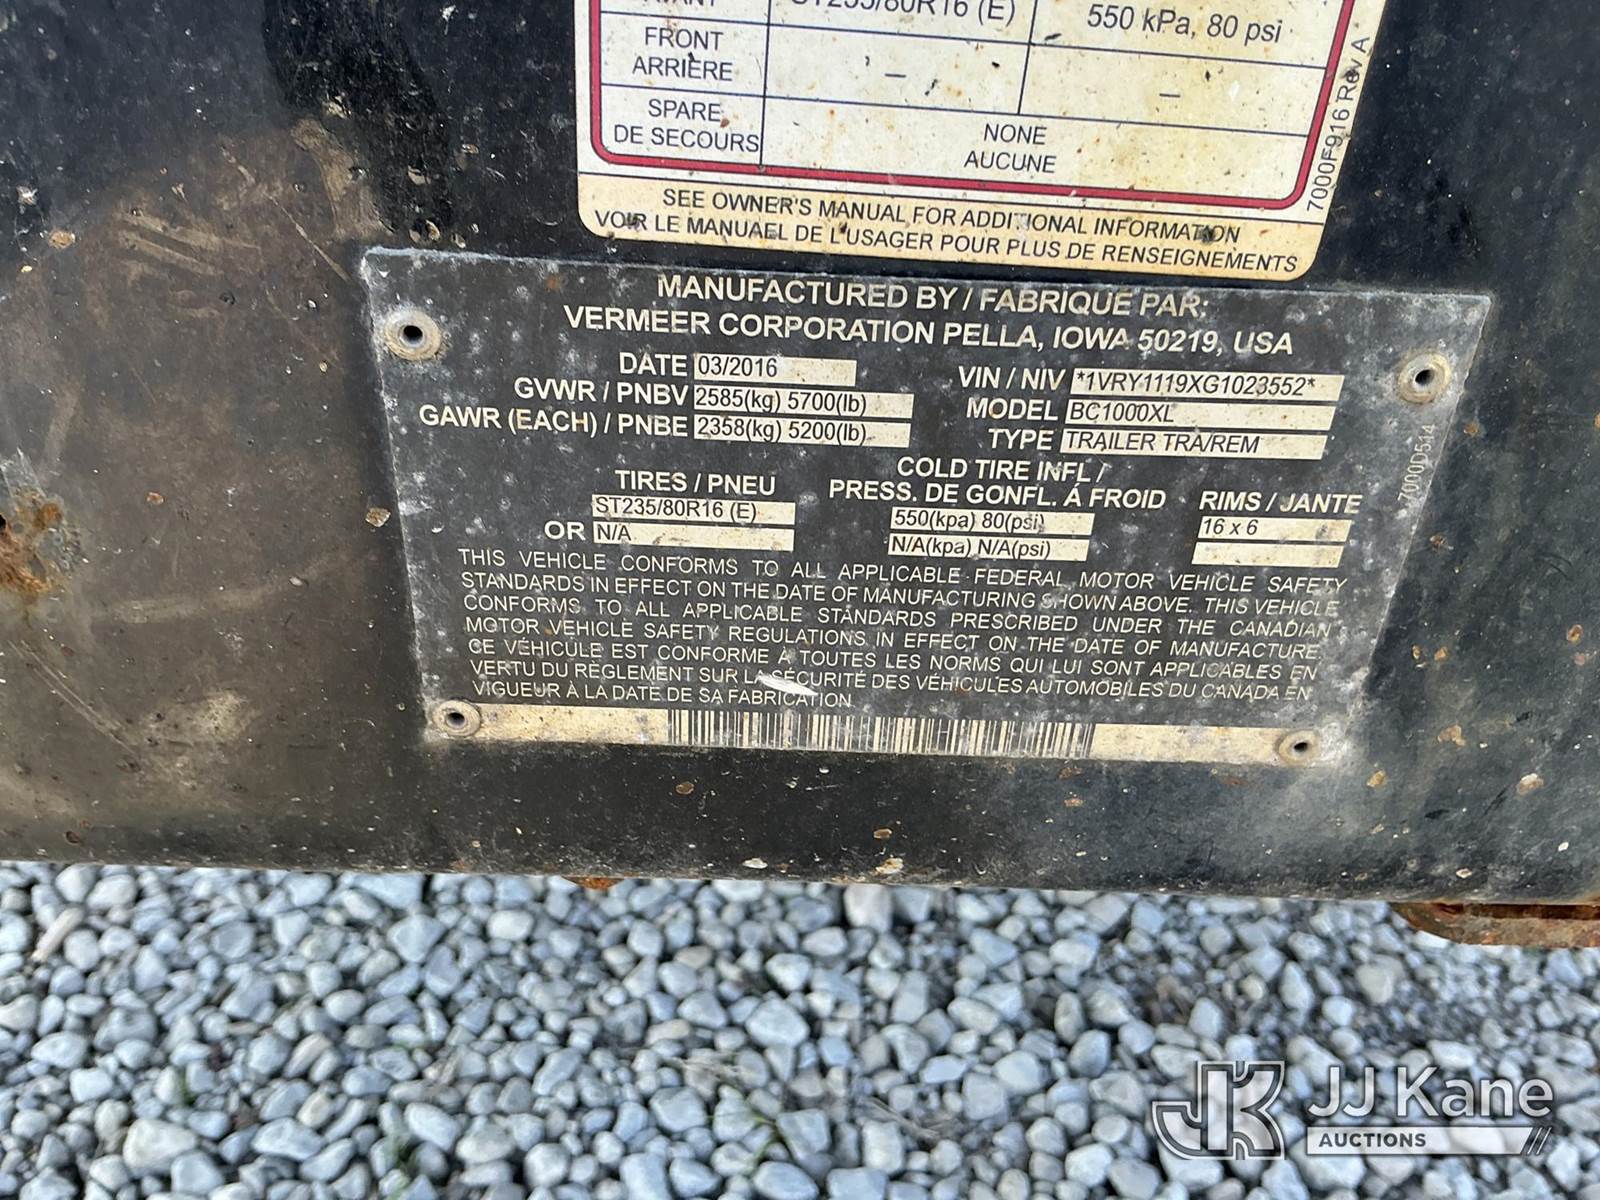 AVANT ST235/80R16 (E) 550 kPa, 80 psi
FRONT
ARRIÈRE – –
SPARE
DE SECOURS NONE
AUCUNE
7000F916 Rev A
SEE OWNER'S MANUAL FOR ADDITIONAL INFORMATION
VOIR LE MANUAEL DE L'USAGER POUR PLUS DE RENSEIGNEMENTS
MANUFACTURED BY / FABRIQUÉ PAR:
VERMEER CORPORATION PELLA, IOWA 50219, USA
DATE 03/2016
GVWR / PNBV 2585(kg) 5700(lb)
GAWR (EACH) / PNBE 2358(kg) 5200(lb)
VIN / NIV *1VRY1119XG1023552*
MODEL BC1000XL
TYPE TRAILER TRA/REM
7000D514
TIRES / PNEU
ST235/80R16 (E)
OR N/A
COLD TIRE INFL /
PRESS. DE GONFL. Á FROID
550(kpa) 80(psi)
N/A(kpa) N/A(psi)
RIMS / JANTE
16 x 6
THIS VEHICLE CONFORMS TO ALL APPLICABLE FEDERAL MOTOR VEHICLE SAFETY
STANDARDS IN EFFECT ON THE DATE OF MANUFACTURING SHOWN ABOVE. THIS VEHICLE
CONFORMS TO ALL APPLICABLE STANDARDS PRESCRIBED UNDER THE CANADIAN
MOTOR VEHICLE SAFETY REGULATIONS IN EFFECT ON THE DATE OF MANUFACTURE.
CE VÉHICULE EST CONFORME À TOUTES LES NORMS QUI LUI SONT APPLICABLES EN
VERTU DU RÈGLEMENT SUR LA SÉCURITÉ DES VÉHICULES AUTOMOBILES DU CANADA EN
VIGUEUR À LA DATE DE SA FABRICATION
JK JJ Kane
AUCTIONS